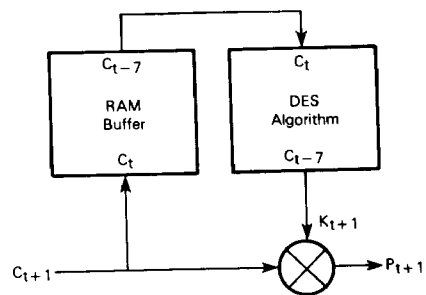 C_{t-7}
RAM
Buffer
C_t
C_t
DES
Algorithm
C_{t-7}
K_{t+1}
C_{t+1}
P_{t+1}